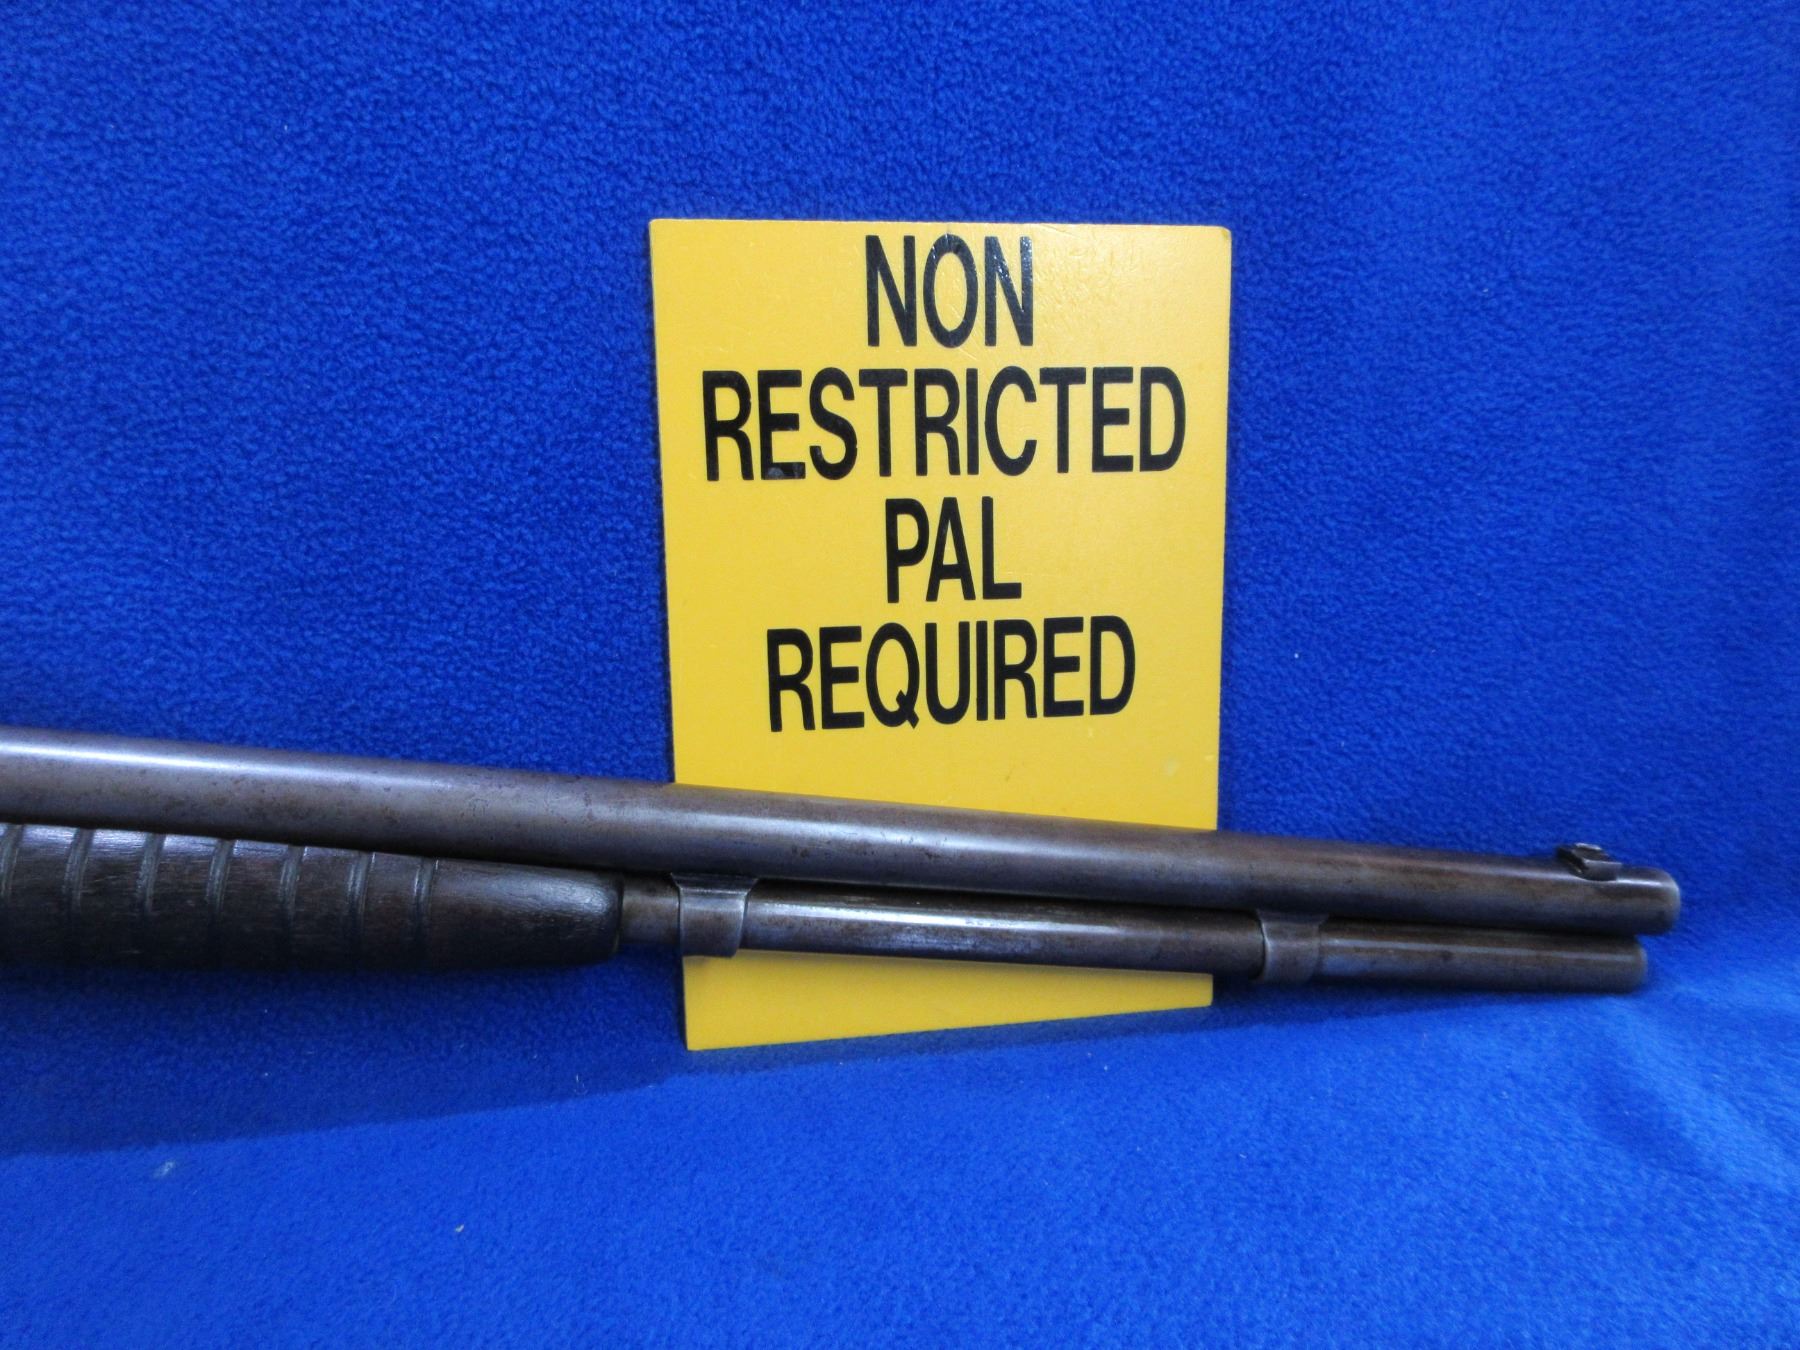 NON
RESTRICTED
PAL
REQUIRED